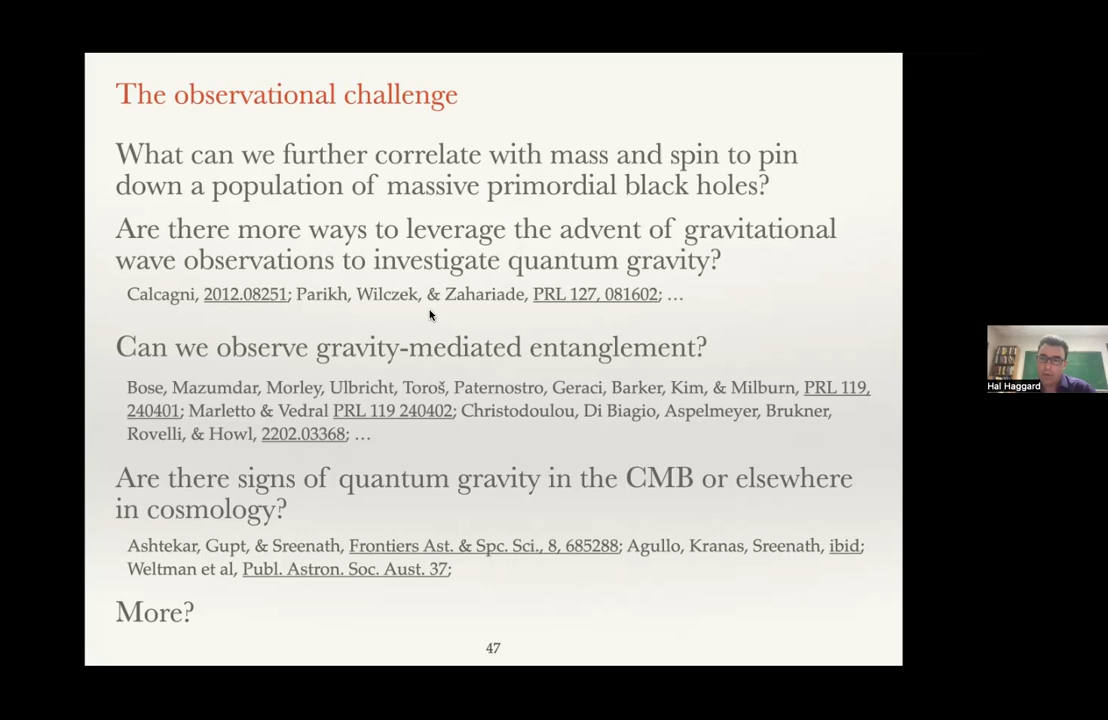 The observational challenge
What can we further correlate with mass and spin to pin
down a population of massive primordial black holes?
Are there more ways to leverage the advent of gravitational
wave observations to investigate quantum gravity?
Calcagni, 2012.08251; Parikh, Wilczek, & Zahariade, PRL 127, 081602; …
Can we observe gravity-mediated entanglement?
Bose, Mazumdar, Morley, Ulbricht, Toroš, Paternostro, Geraci, Barker, Kim, & Milburn, PRL 119,
240401; Marletto & Vedral PRL 119 240402; Christodoulou, Di Biagio, Aspelmeyer, Brukner,
Rovelli, & Howl, 2202.03368; …
Are there signs of quantum gravity in the CMB or elsewhere
in cosmology?
Ashtekar, Gupt, & Sreenath, Frontiers Ast. & Spc. Sci., 8, 685288; Agullo, Kranas, Sreenath, ibid;
Weltman et al, Publ. Astron. Soc. Aust. 37;
More?
47
Hal Haggard